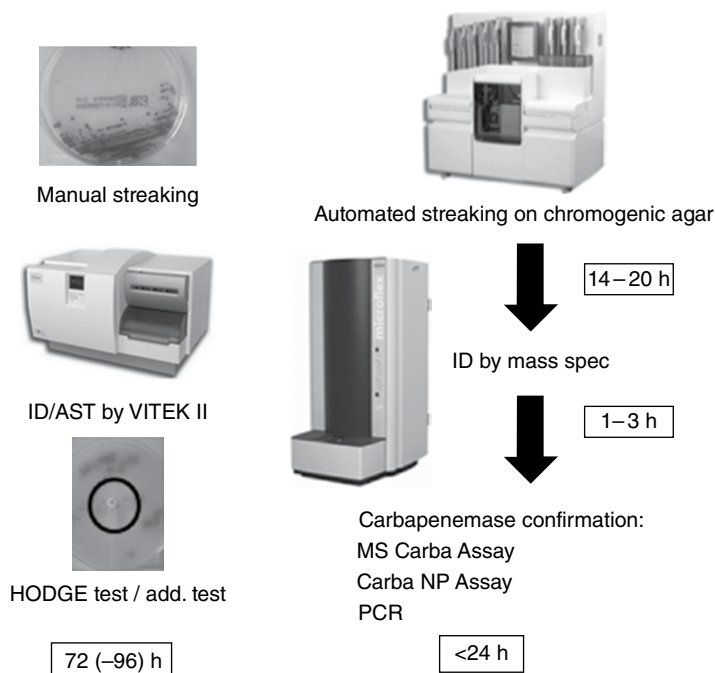 Manual streaking
ID/AST by VITEK II
HODGE test / add. test
72 (–96) h
Automated streaking on chromogenic agar
14–20 h
microflex
ID by mass spec
1–3 h
Carbapenemase confirmation:
MS Carba Assay
Carba NP Assay
PCR
<24 h